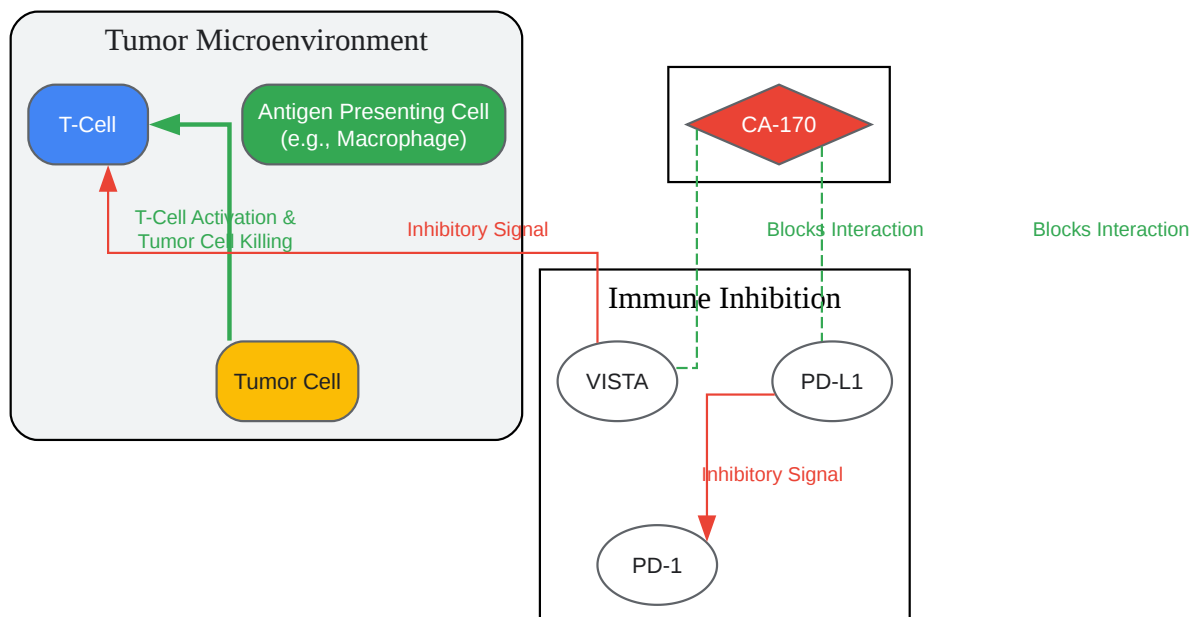 Tumor Microenvironment
T-Cell
Antigen Presenting Cell
(e.g., Macrophage)
CA-170
T-Cell Activation &
Tumor Cell Killing
Inhibitory Signal
Blocks Interaction
Blocks Interaction
Immune Inhibition
Tumor Cell
VISTA
PD-L1
Inhibitory Signal
PD-1